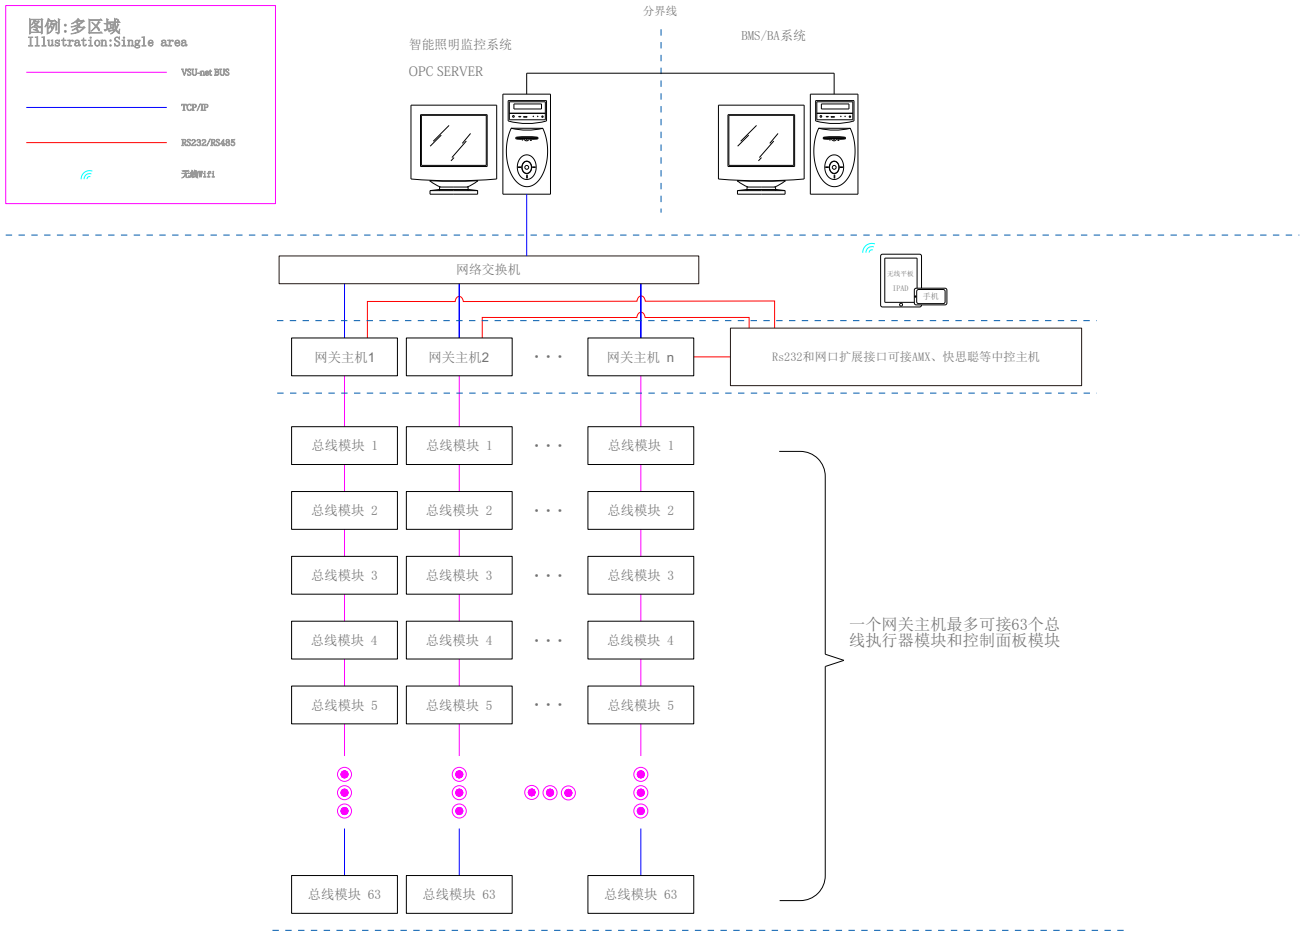 图例:多区域
Illustration:Single area
VSU-net BUS
TCP/IP
RS232/RS485
无线Wifi
分界线
智能照明监控系统
OPC SERVER
BMS/BA系统
网络交换机
无线平板
IPAD
手机
网关主机1
网关主机2
···
网关主机 n
Rs232和网口扩展接口可接AMX、快思聪等中控主机
总线模块 1
总线模块 1
···
总线模块 1
总线模块 2
总线模块 2
···
总线模块 2
总线模块 3
总线模块 3
···
总线模块 3
总线模块 4
总线模块 4
···
总线模块 4
总线模块 5
总线模块 5
···
总线模块 5
一个网关主机最多可接63个总
线执行器模块和控制面板模块
总线模块 63
总线模块 63
总线模块 63